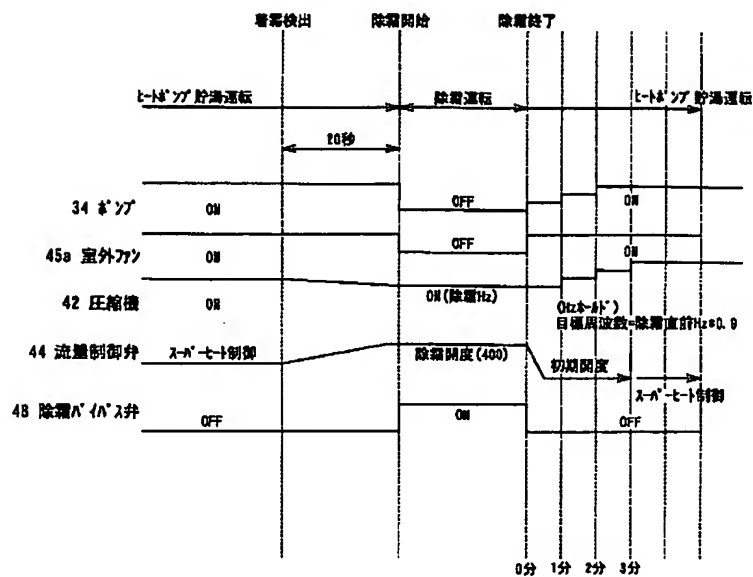 着霜検出 除霜開始 除霜終了
ヒートポンプ貯湯運転 除霜運転 ヒートポンプ貯湯運転
20秒
34 ポンプ ON OFF ON
45a 室外ファン ON OFF ON
42 圧縮機 ON ON(除霜Hz) (Hzホールド)
目標周波数=除霜直前Hz*0.9
44 流量制御弁 スーパーヒート制御 除霜開度(400) 初期開度
スーパーヒート制御
48 除霜バイパス弁 OFF ON OFF
0分 1分 2分 3分